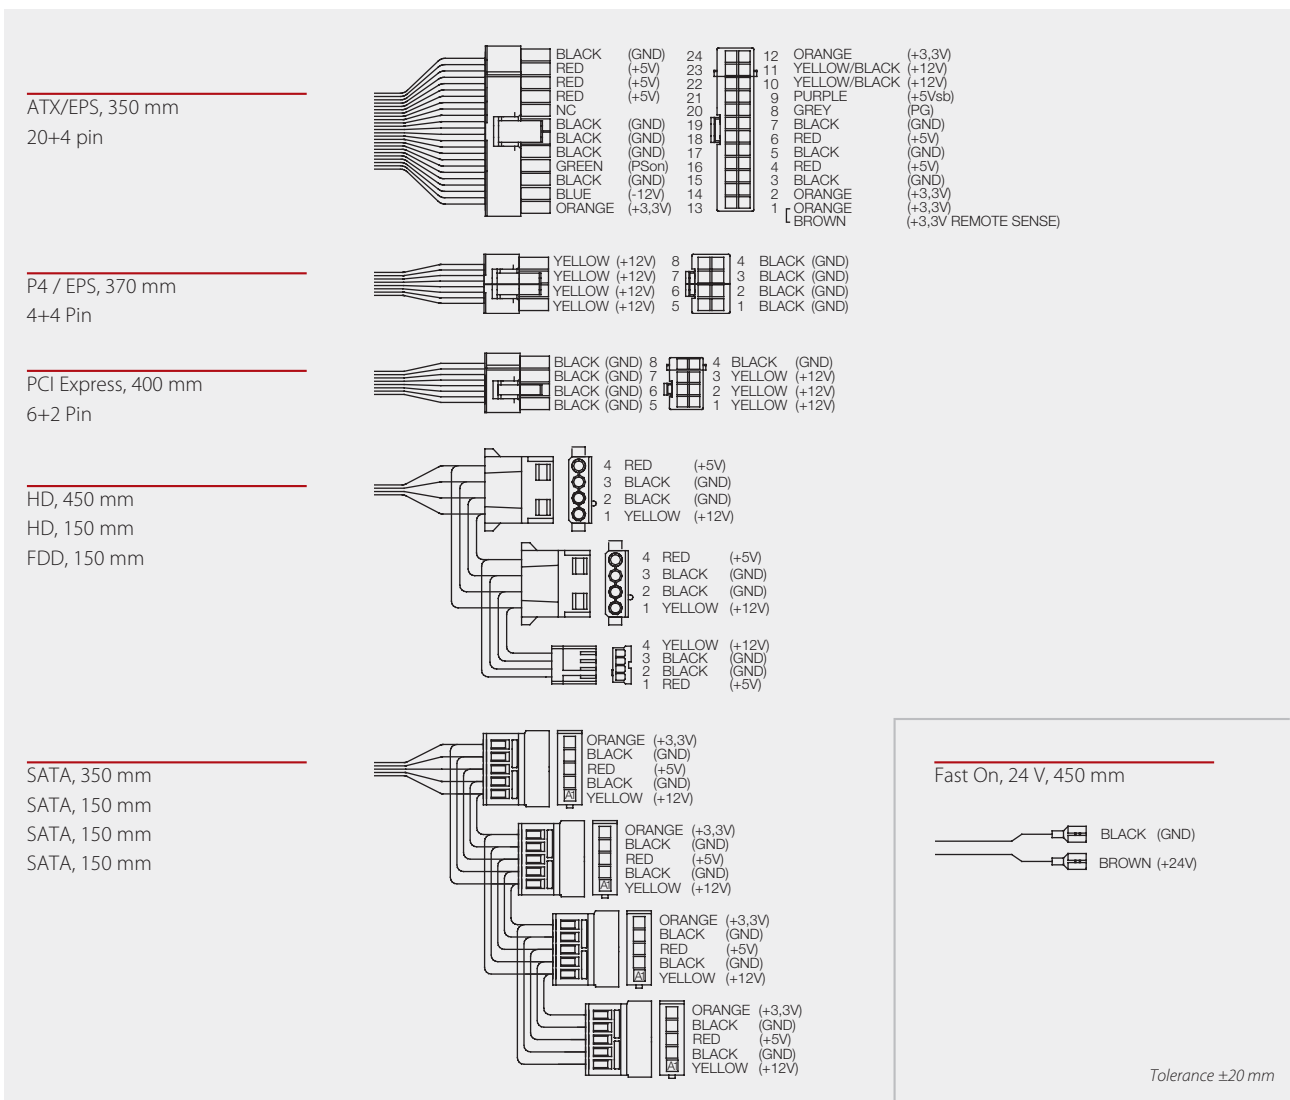 ATX/EPS, 350 mm
20+4 pin
BLACK (GND) 24 12 ORANGE (+3,3V)
RED (+5V) 23 11 YELLOW/BLACK (+12V)
RED (+5V) 22 10 YELLOW/BLACK (+12V)
RED (+5V) 21 9 PURPLE (+5Vsb)
NC 20 8 GREY (PG)
BLACK (GND) 19 7 BLACK (GND)
BLACK (GND) 18 6 RED (+5V)
BLACK (GND) 17 5 BLACK (GND)
GREEN (PSon) 16 4 RED (+5V)
BLACK (GND) 15 3 BLACK (GND)
BLUE (-12V) 14 2 ORANGE (+3,3V)
ORANGE (+3,3V) 13 1 ORANGE (+3,3V)
BROWN (+3,3V REMOTE SENSE)
P4 / EPS, 370 mm
4+4 Pin
YELLOW (+12V) 8 4 BLACK (GND)
YELLOW (+12V) 7 3 BLACK (GND)
YELLOW (+12V) 6 2 BLACK (GND)
YELLOW (+12V) 5 1 BLACK (GND)
PCI Express, 400 mm
6+2 Pin
BLACK (GND) 8 4 BLACK (GND)
BLACK (GND) 7 3 YELLOW (+12V)
BLACK (GND) 6 2 YELLOW (+12V)
BLACK (GND) 5 1 YELLOW (+12V)
HD, 450 mm
HD, 150 mm
FDD, 150 mm
4 RED (+5V)
3 BLACK (GND)
2 BLACK (GND)
1 YELLOW (+12V)
4 RED (+5V)
3 BLACK (GND)
2 BLACK (GND)
1 YELLOW (+12V)
4 YELLOW (+12V)
3 BLACK (GND)
2 BLACK (GND)
1 RED (+5V)
SATA, 350 mm
SATA, 150 mm
SATA, 150 mm
SATA, 150 mm
ORANGE (+3,3V)
BLACK (GND)
RED (+5V)
BLACK (GND)
A1 YELLOW (+12V)
ORANGE (+3,3V)
BLACK (GND)
RED (+5V)
BLACK (GND)
A1 YELLOW (+12V)
ORANGE (+3,3V)
BLACK (GND)
RED (+5V)
BLACK (GND)
A1 YELLOW (+12V)
ORANGE (+3,3V)
BLACK (GND)
RED (+5V)
BLACK (GND)
A1 YELLOW (+12V)
Fast On, 24 V, 450 mm
BLACK (GND)
BROWN (+24V)
Tolerance ±20 mm